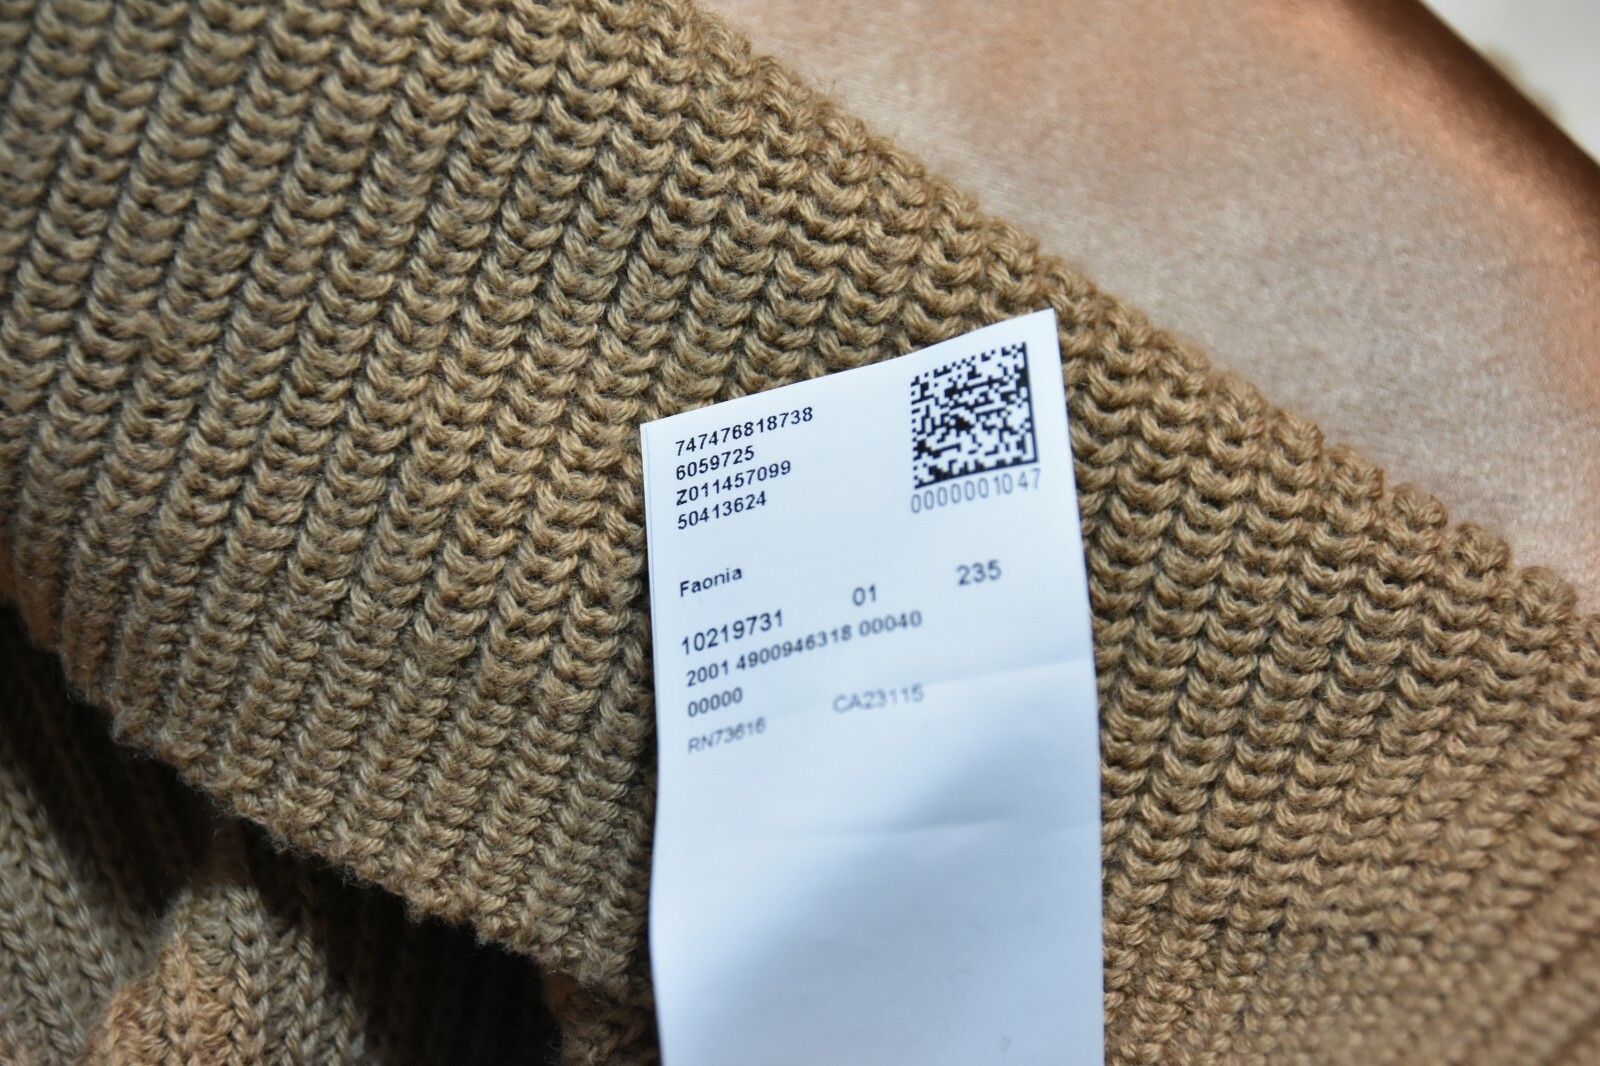 747476818738
6059725
Z011457099
50413624
0000001047
Faonia
10219731 01 235
2001 4900946318 00040
00000
RN73616 CA23115